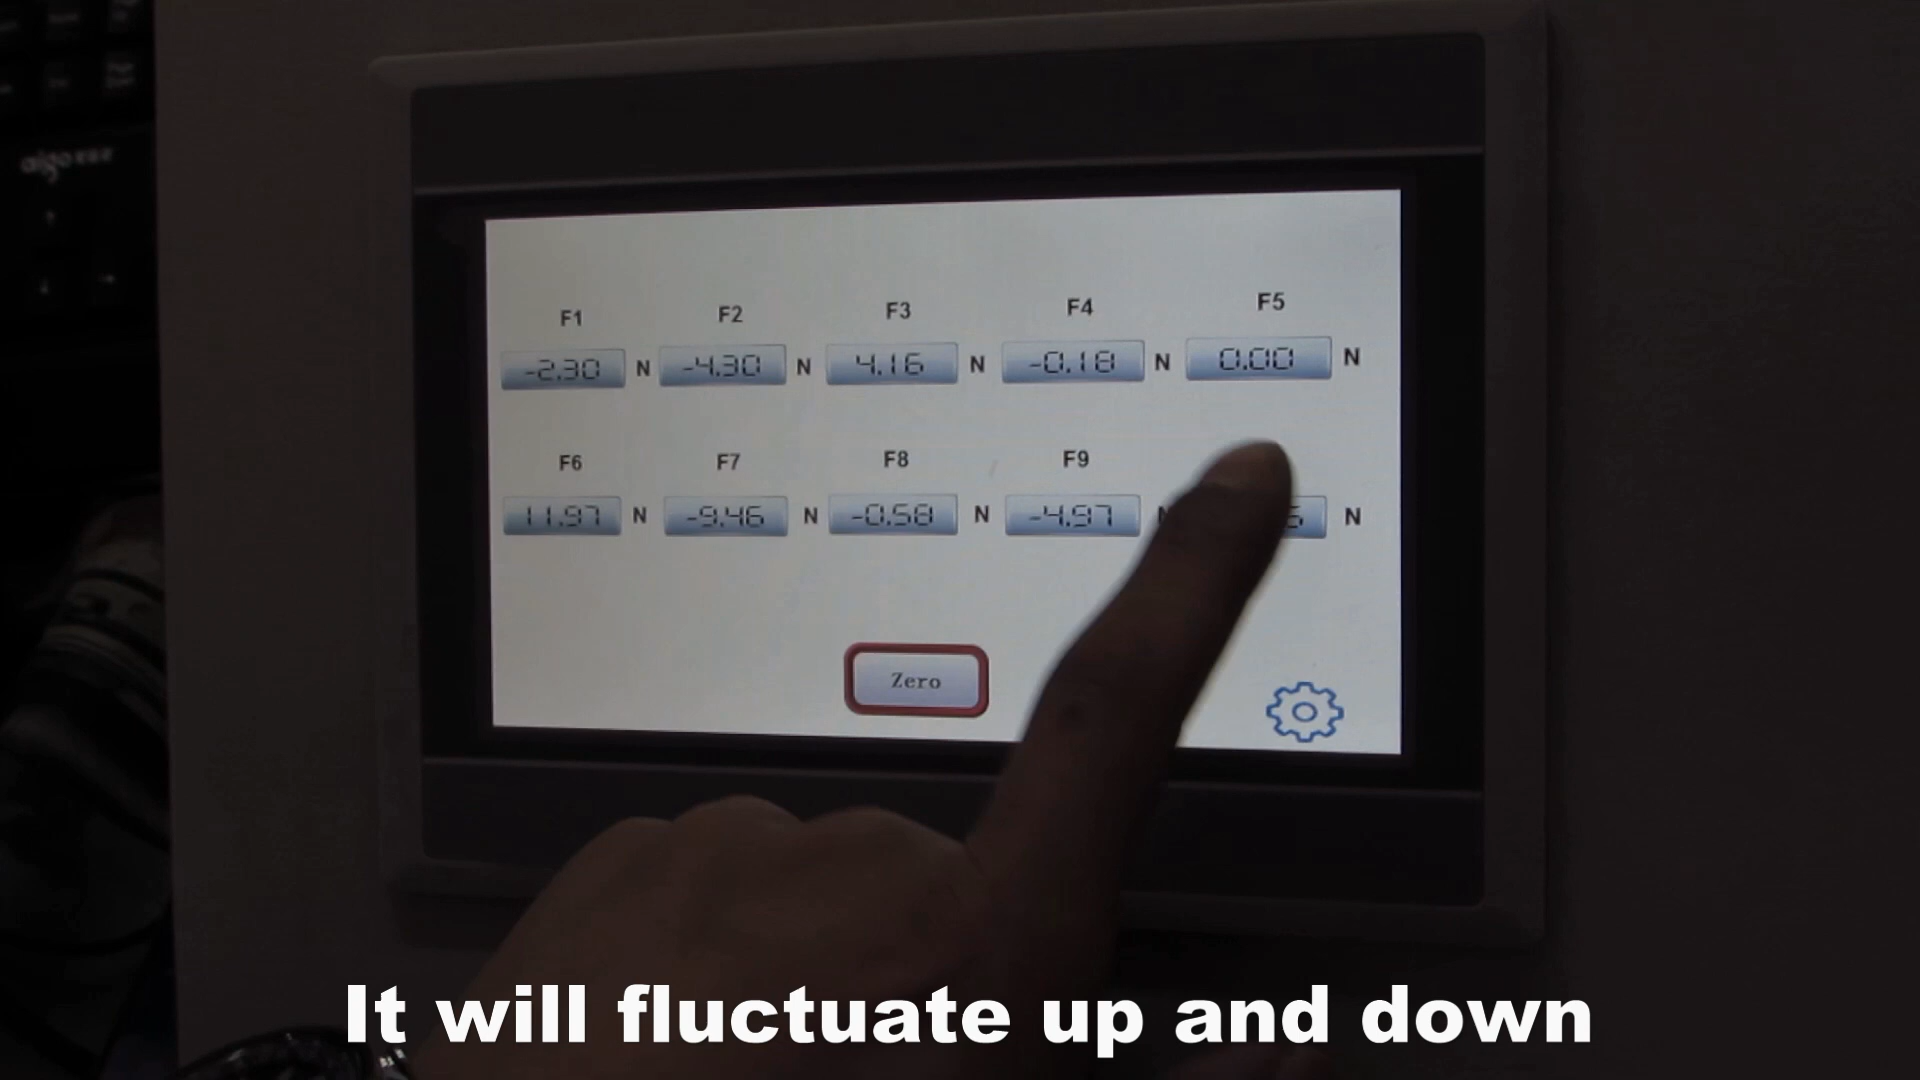 aigo
F1 F2 F3 F4 F5
-2.30 N -4.30 N 4.16 N -0.18 N 0.00 N
F6 F7 F8 F9
11.97 N -9.46 N -0.58 N -4.97 N
Zero
It will fluctuate up and down